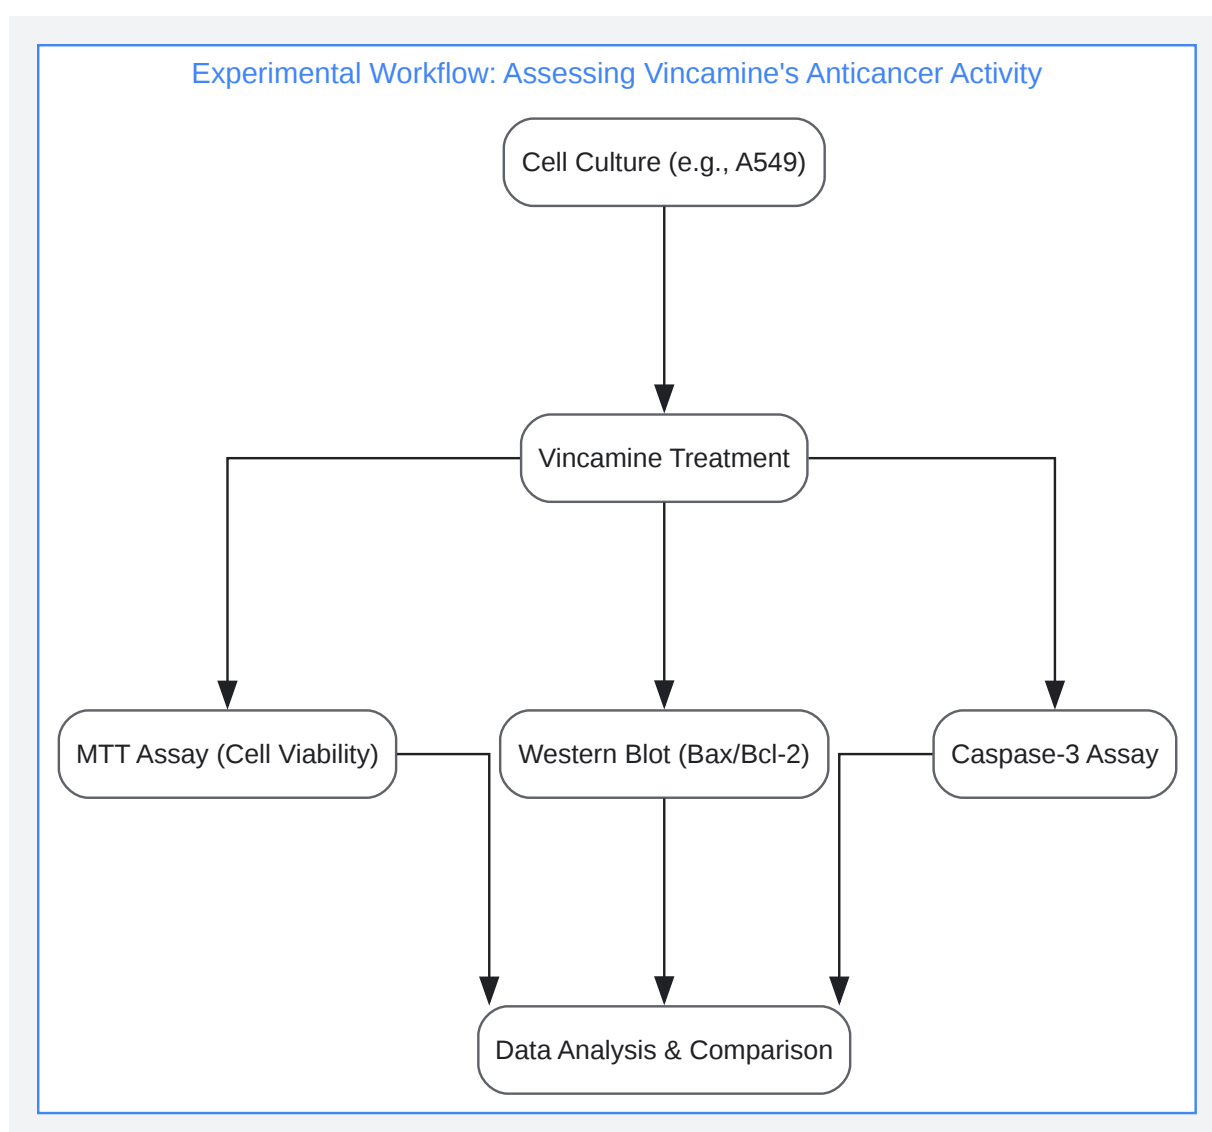 Experimental Workflow: Assessing Vincamine's Anticancer Activity
Cell Culture (e.g., A549)
Vincamine Treatment
MTT Assay (Cell Viability)
Western Blot (Bax/Bcl-2)
Caspase-3 Assay
Data Analysis & Comparison